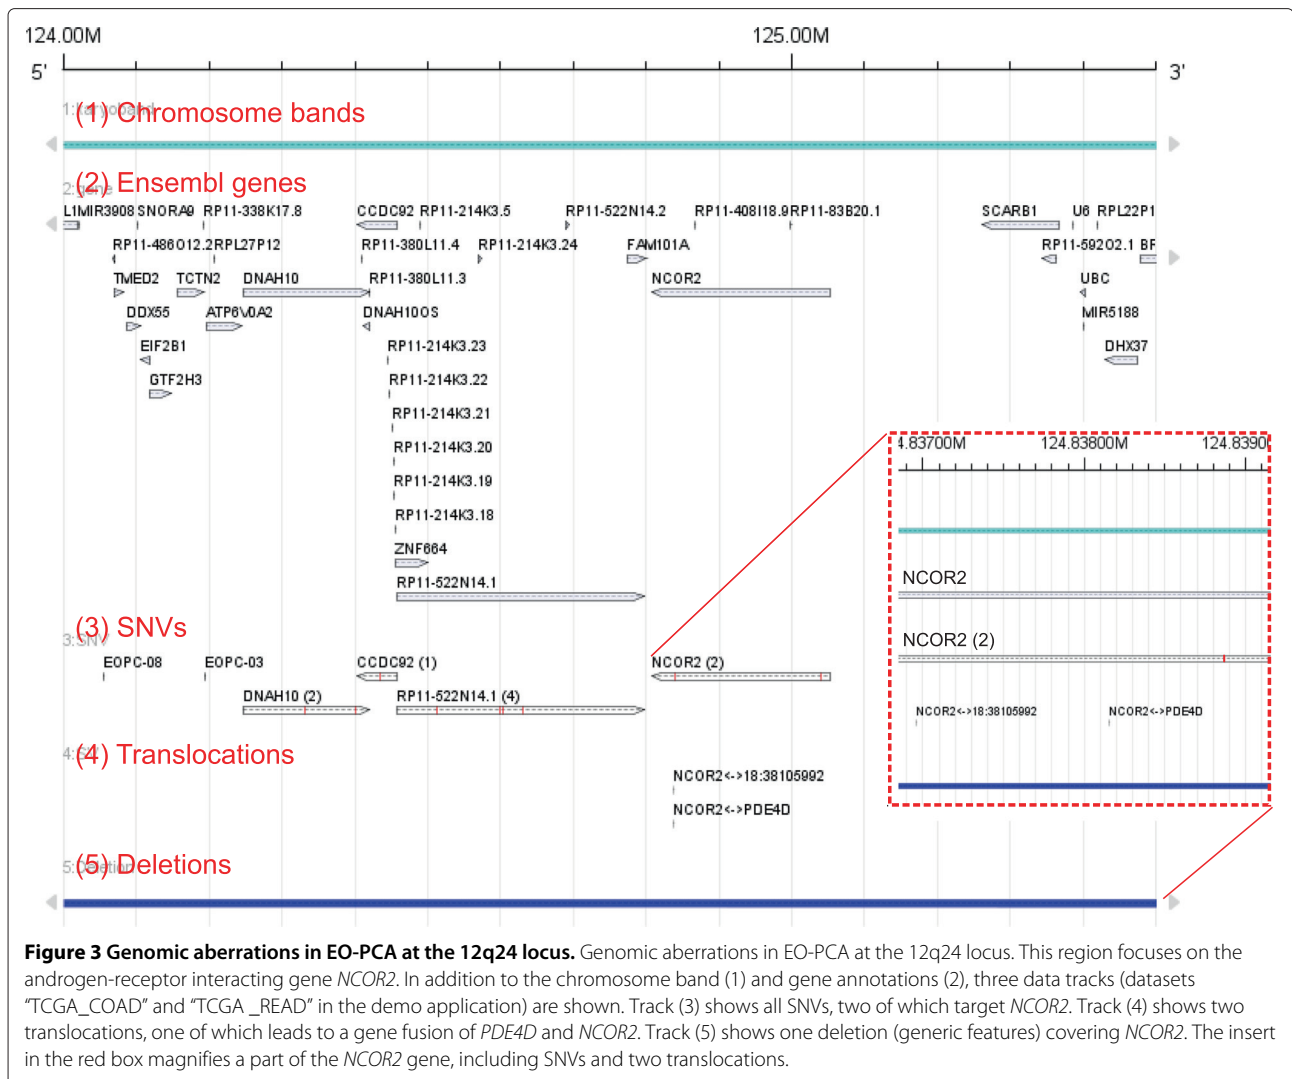 124.00M 125.00M
5' 3'
(1) Chromosome bands
(2) Ensembl genes
2:gene
L1MIR3908 SNORA9 RP11-338K17.8 CCDC92 RP11-214K3.5 RP11-522N14.2 RP11-408I18.9 RP11-83B20.1 SCARB1 U6 RPL22P1
RP11-486O12.2 RPL27P12 RP11-380L11.4 RP11-214K3.24 FAM101A RP11-592O2.1 BF
TMED2 TCTN2 DNAH10 RP11-380L11.3 NCOR2 UBC
DDX55 ATP6V0A2 DNAH10OS MIR5188
EIF2B1 RP11-214K3.23 DHX37
GTF2H3 RP11-214K3.22
RP11-214K3.21
RP11-214K3.20
RP11-214K3.19
RP11-214K3.18
ZNF664
RP11-522N14.1
(3) SNVs
3:SNV
EOPC-08 EOPC-03 CCDC92 (1) NCOR2 (2)
DNAH10 (2) RP11-522N14.1 (4)
(4) Translocations
NCOR2<->18:38105992
NCOR2<->PDE4D
(5) Deletions
4.83700M 124.83800M 124.8390
NCOR2
NCOR2 (2)
NCOR2<->18:38105992 NCOR2<->PDE4D
Figure 3 Genomic aberrations in EO-PCA at the 12q24 locus. Genomic aberrations in EO-PCA at the 12q24 locus. This region focuses on the
androgen-receptor interacting gene NCOR2. In addition to the chromosome band (1) and gene annotations (2), three data tracks (datasets
“TCGA_COAD” and “TCGA _READ” in the demo application) are shown. Track (3) shows all SNVs, two of which target NCOR2. Track (4) shows two
translocations, one of which leads to a gene fusion of PDE4D and NCOR2. Track (5) shows one deletion (generic features) covering NCOR2. The insert
in the red box magnifies a part of the NCOR2 gene, including SNVs and two translocations.